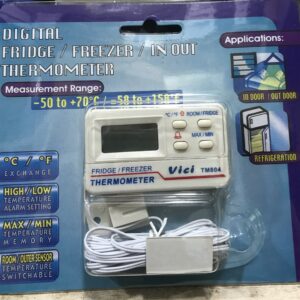 DIGITAL
FRIDGE / FREEZER / IN OUT
THERMOMETER
Measurement Range:
-50 to +70°C / -58 to +158°F
Applications:
IN DOOR / OUT DOOR
REFRIGERATION
°C / °F
EXCHANGE
HIGH/LOW
TEMPERATURE
ALARM SETTING
MAX/MIN
TEMPERATURE
MEMORY
ROOM/OUTER SENSOR
TEMPERATURE
SWITCHABLE
°C/°F
ROOM/FRIDGE
MAX/MIN
FRIDGE/FREEZER
THERMOMETER
Vici
TM804